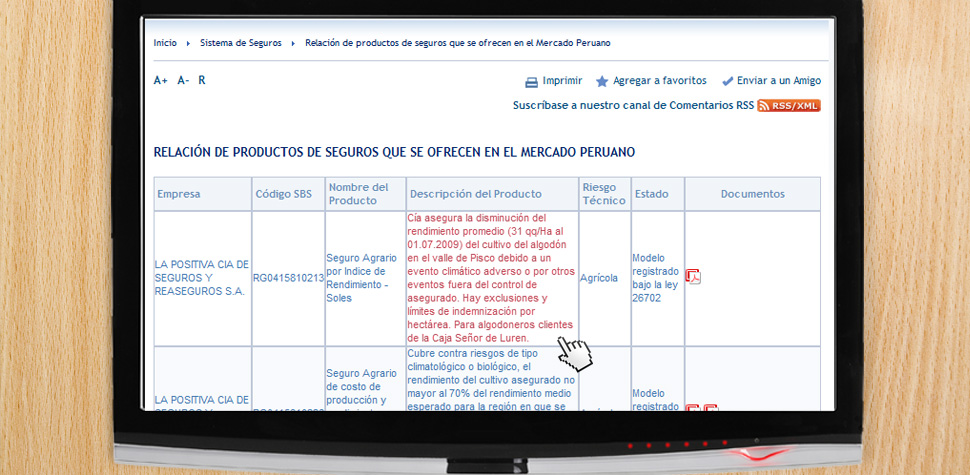 Inicio › Sistema de Seguros › Relación de productos de seguros que se ofrecen en el Mercado Peruano
A+ A- R
Imprimir Agregar a favoritos Enviar a un Amigo
Suscríbase a nuestro canal de Comentarios RSS RSS/XML
RELACIÓN DE PRODUCTOS DE SEGUROS QUE SE OFRECEN EN EL MERCADO PERUANO
Empresa
Código SBS
Nombre del
Producto
Descripción del Producto
Riesgo
Técnico
Estado
Documentos
LA POSITIVA CIA DE
SEGUROS Y
REASEGUROS S.A.
RG0415810213
Seguro Agrario
por Indice de
Rendimiento -
Soles
Cía asegura la disminución del
rendimiento promedio (31 qq/Ha al
01.07.2009) del cultivo del algodón
en el valle de Pisco debido a un
evento climático adverso o por otros
eventos fuera del control de
asegurado. Hay exclusiones y
límites de indemnización por
hectárea. Para algodoneros clientes
de la Caja Señor de Luren.
Agrícola
Modelo
registrado
bajo la ley
26702
LA POSITIVA CIA DE
Seguro Agrario
de costo de
producción y
Cubre contra riesgos de tipo
climatológico o biológico, el
rendimiento del cultivo asegurado no
mayor al 70% del rendimiento medio
esperado para la región en que se
Modelo
registrado